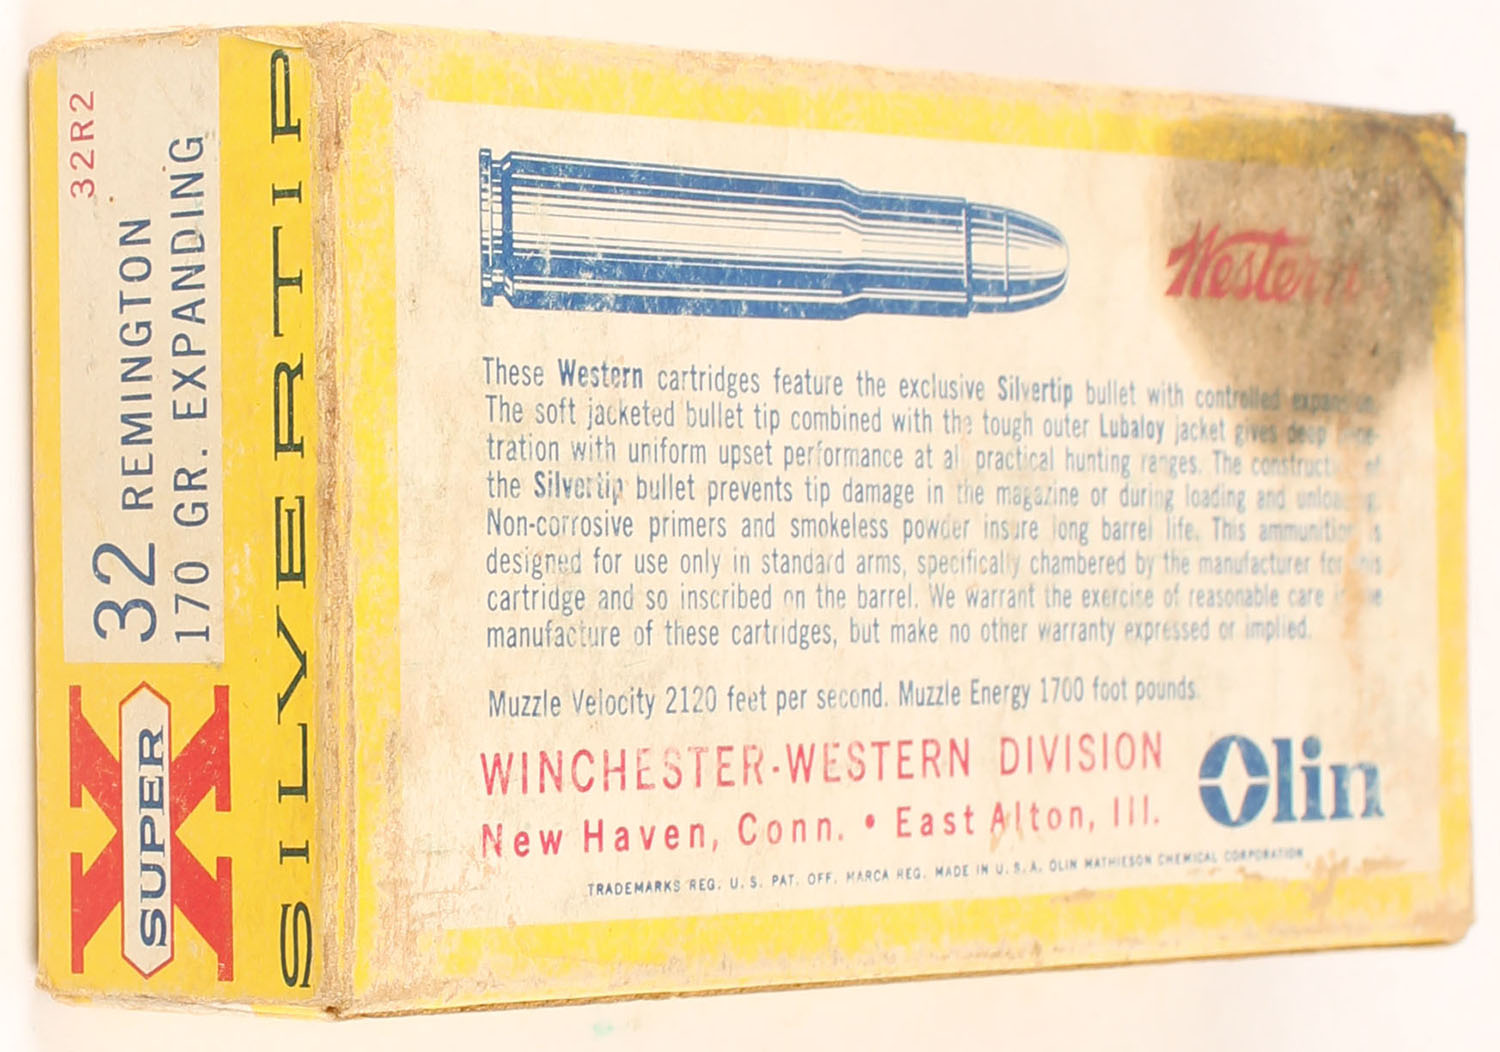 32R2
32 REMINGTON
170 GR. EXPANDING
SUPER
X
SILVERTIP
Western
These Western cartridges feature the exclusive Silvertip bullet with controlled
The soft jacketed bullet tip combined with the tough outer Lubaloy jacket gives deep
tration with uniform upset performance at all practical hunting ranges. The of
the Silvertip bullet prevents tip damage in the magazine or during loading and
Non-corrosive primers and smokeless powder insure long barrel life. This ammunition is
designed for use only in standard arms, specifically chambered by the manufacturer for this
cartridge and so inscribed on the barrel. We warrant the exercise of reasonable care
manufacture of these cartridges, but make no other warranty expressed or implied.
Muzzle Velocity 2120 feet per second. Muzzle Energy 1700 foot pounds.
WINCHESTER-WESTERN DIVISION
New Haven, Conn. • East Alton, Ill.
Olin
TRADEMARKS REG. U. S. PAT. OFF. MARCA REG. MADE IN U. S. A. OLIN MATHIESON CHEMICAL CORPORATION